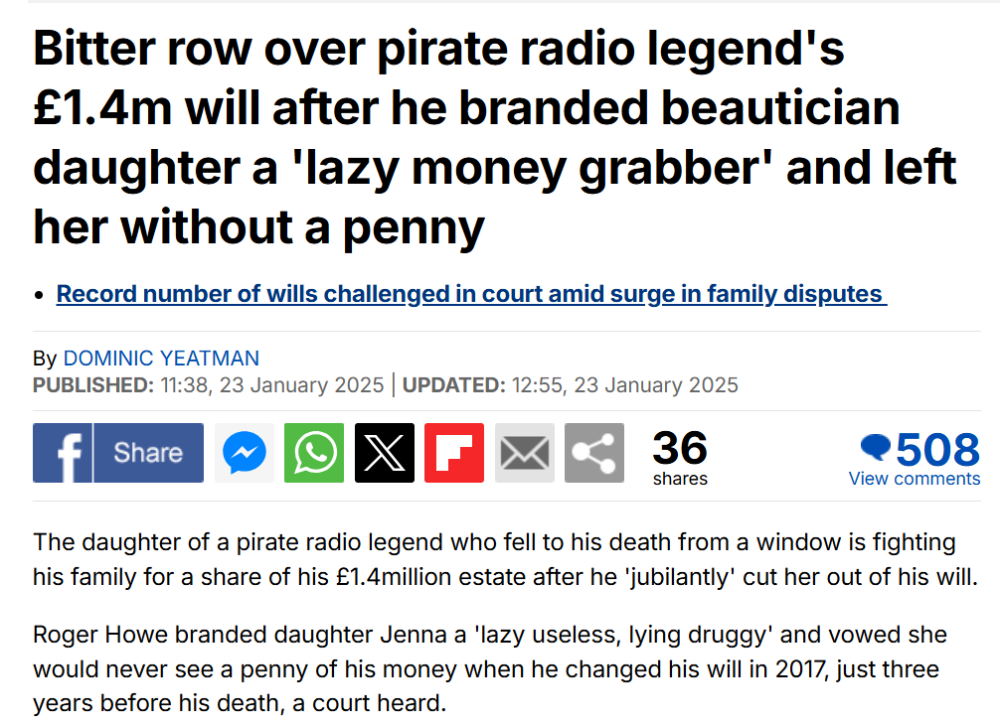 Bitter row over pirate radio legend's
£1.4m will after he branded beautician
daughter a 'lazy money grabber' and left
her without a penny
• Record number of wills challenged in court amid surge in family disputes
By DOMINIC YEATMAN
PUBLISHED: 11:38, 23 January 2025 | UPDATED: 12:55, 23 January 2025
f Share
36
shares
508
View comments
The daughter of a pirate radio legend who fell to his death from a window is fighting
his family for a share of his £1.4million estate after he 'jubilantly' cut her out of his will.
Roger Howe branded daughter Jenna a 'lazy useless, lying druggy' and vowed she
would never see a penny of his money when he changed his will in 2017, just three
years before his death, a court heard.